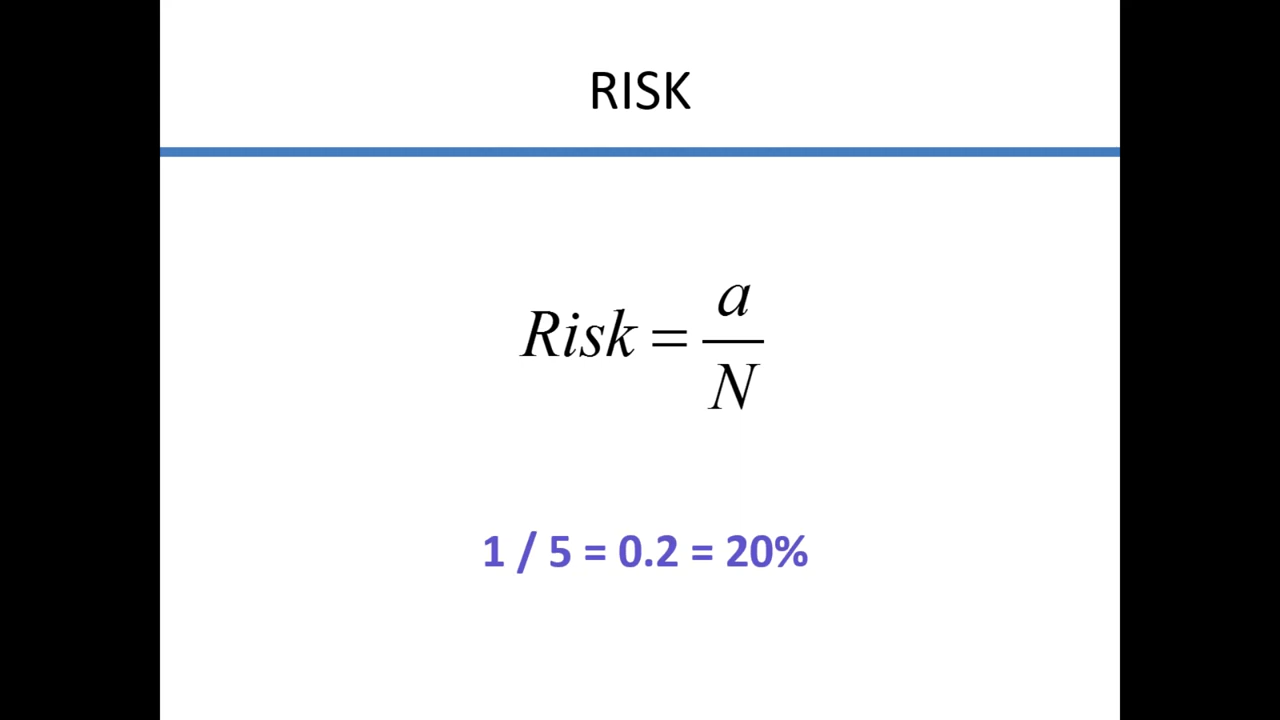 RISK
Risk = a / N
1 / 5 = 0.2 = 20%